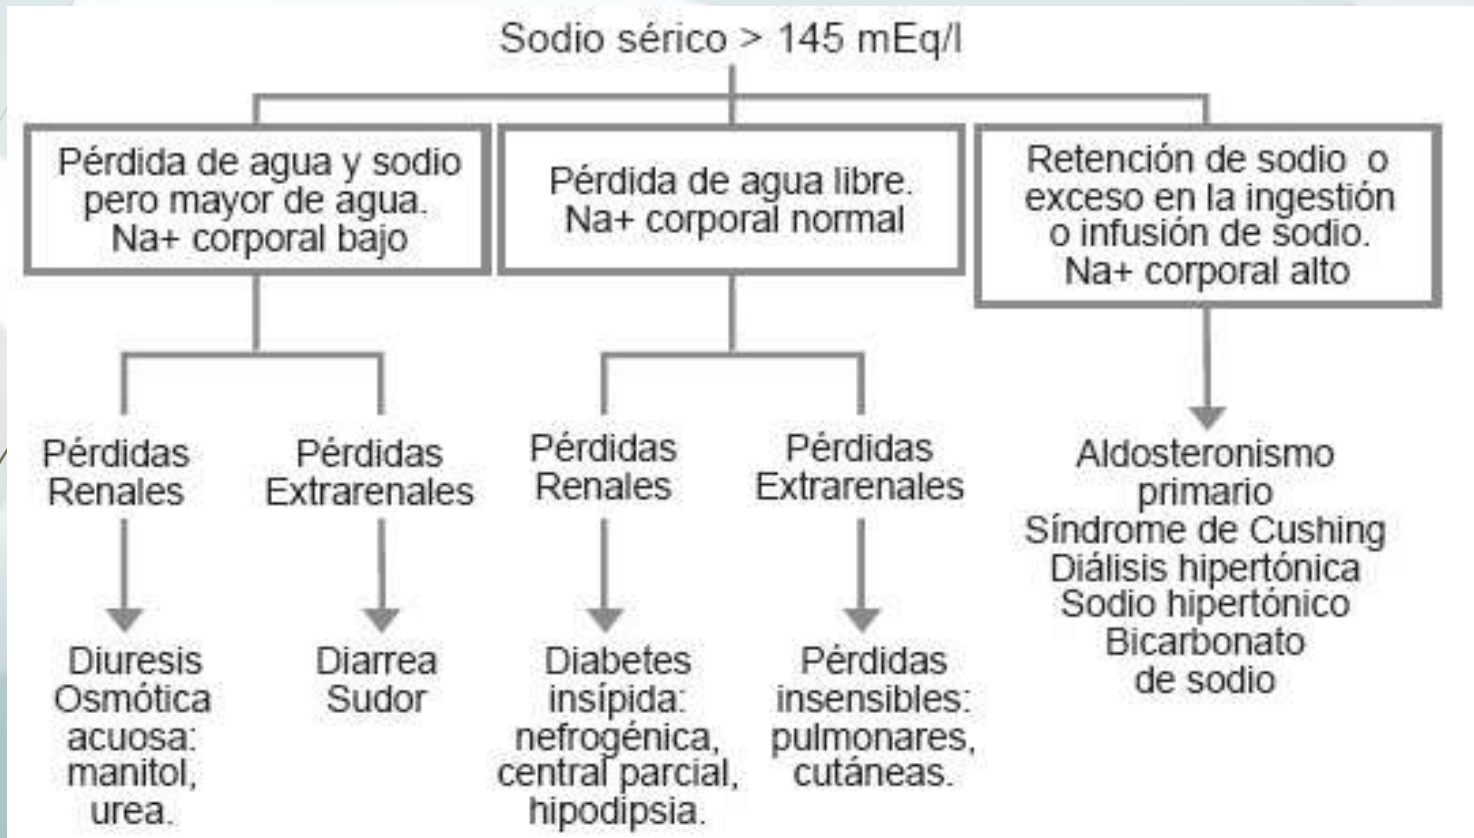 Sodio sérico > 145 mEq/l
Pérdida de agua y sodio
pero mayor de agua.
Na+ corporal bajo
Pérdida de agua libre.
Na+ corporal normal
Retención de sodio o
exceso en la ingestión
o infusión de sodio.
Na+ corporal alto
Pérdidas
Renales
Pérdidas
Extrarenales
Pérdidas
Renales
Pérdidas
Extrarenales
Aldosteronismo
primario
Síndrome de Cushing
Diálisis hipertónica
Sodio hipertónico
Bicarbonato
de sodio
Diuresis
Osmótica
acuosa:
manitol,
urea.
Diarrea
Sudor
Diabetes
insípida:
nefrogénica,
central parcial,
hipodipsia.
Pérdidas
insensibles:
pulmonares,
cutáneas.